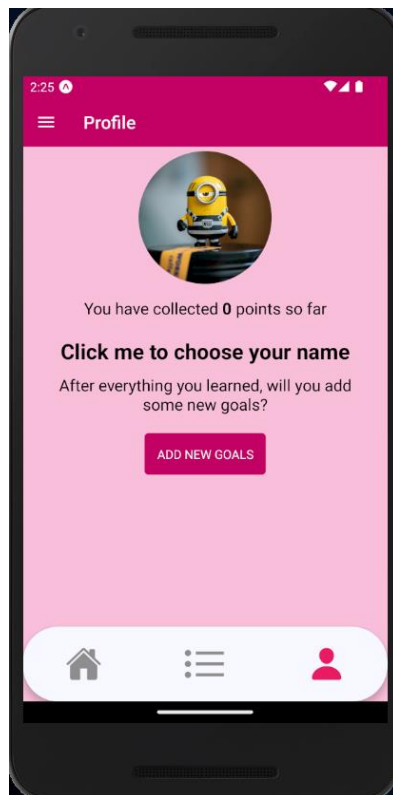 2:25
Profile
You have collected 0 points so far
Click me to choose your name
After everything you learned, will you add
some new goals?
ADD NEW GOALS